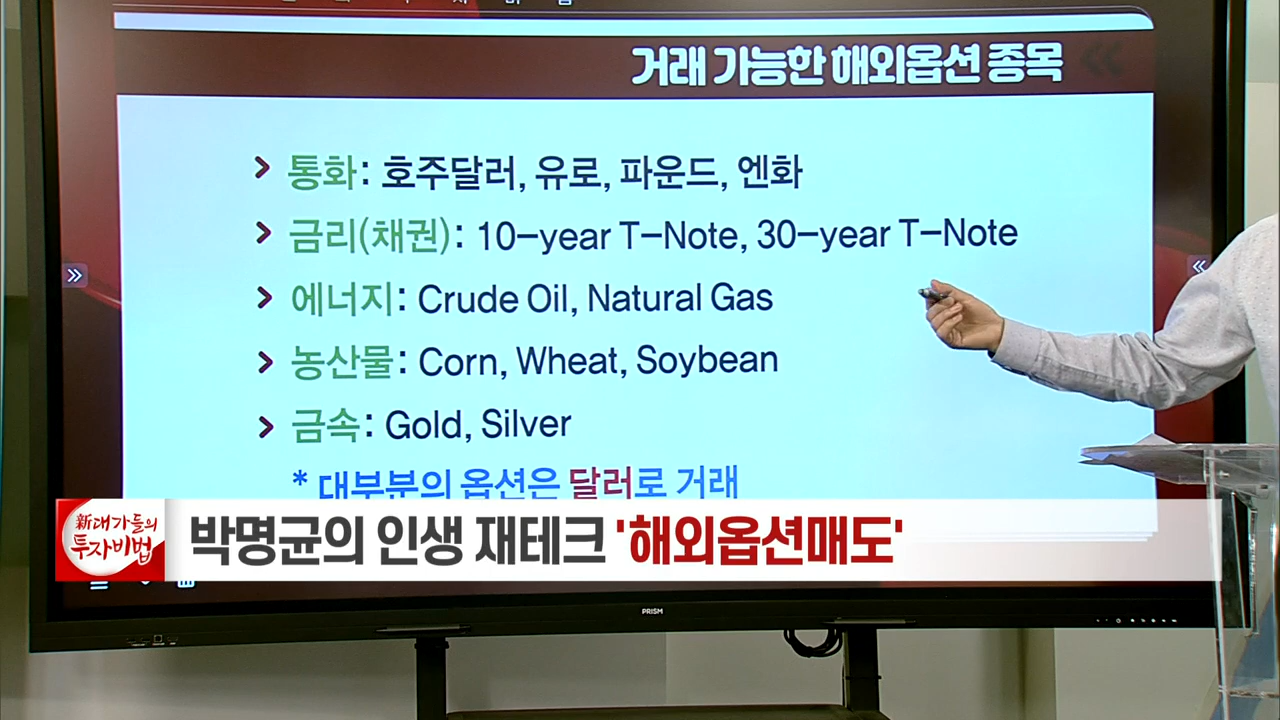 거래 가능한 해외옵션 종목
통화: 호주달러, 유로, 파운드, 엔화
금리(채권): 10-year T-Note, 30-year T-Note
에너지: Crude Oil, Natural Gas
농산물: Corn, Wheat, Soybean
금속: Gold, Silver
* 대부분의 옵션은 달러로 거래
新 대가들의
투자비법
박명균의 인생 재테크 '해외옵션매도'
PRISM